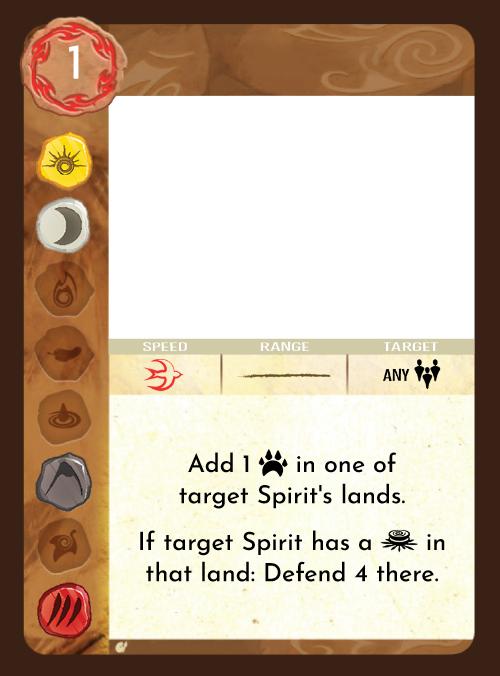 1
SPEED RANGE TARGET
ANY
Add 1 in one of
target Spirit's lands.
If target Spirit has a in
that land: Defend 4 there.